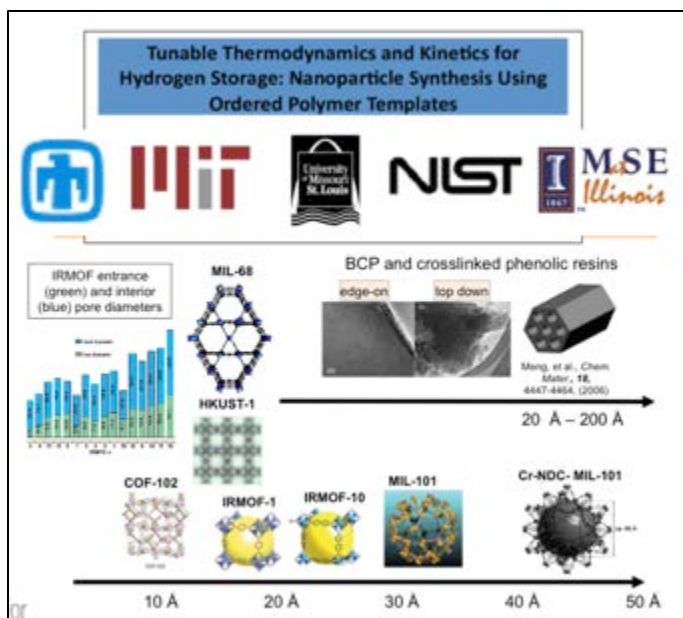 Tunable Thermodynamics and Kinetics for
Hydrogen Storage: Nanoparticle Synthesis Using
Ordered Polymer Templates
MIT
University
of Missouri
St. Louis
NIST
I
1867
MatSE
Illinois
IRMOF entrance
(green) and interior
(blue) pore diameters
MIL-68
BCP and crosslinked phenolic resins
edge-on
top down
Meng, et al., Chem.
Mater., 18,
4447-4464, (2006)
20 Å – 200 Å
HKUST-1
COF-102
IRMOF-1
IRMOF-10
MIL-101
Cr-NDC- MIL-101
10 Å
20 Å
30 Å
40 Å
50 Å
or